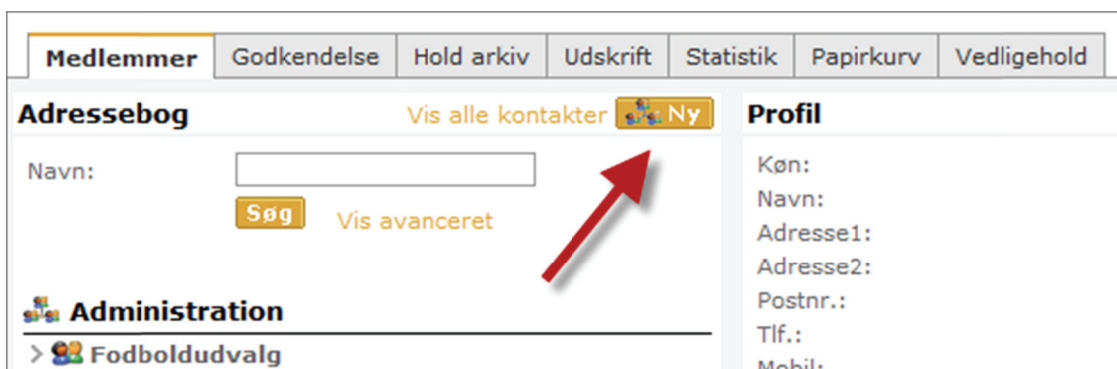 Medlemmer Godkendelse Hold arkiv Udskrift Statistik Papirkurv Vedligehold
Adressebog Vis alle kontakter Ny
Navn:
Søg Vis avanceret
Administration
> Fodboldudvalg
Profil
Køn:
Navn:
Adresse1:
Adresse2:
Postnr.:
Tlf.:
Mobil: